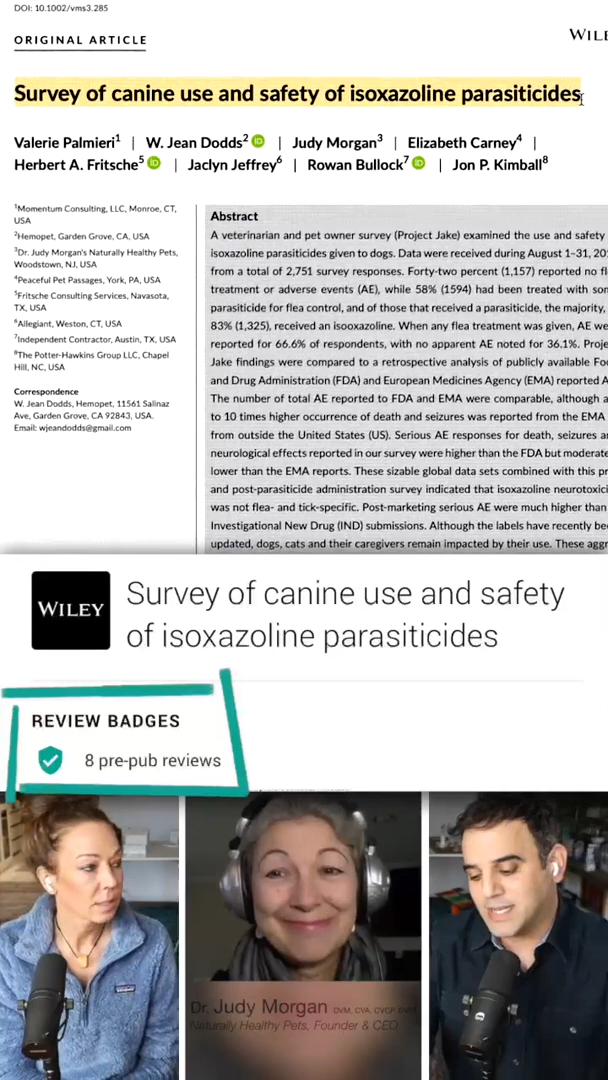 DOI: 10.1002/vms3.285
ORIGINAL ARTICLE
WILE
Survey of canine use and safety of isoxazoline parasiticides
Valerie Palmieri1 | W. Jean Dodds2 | Judy Morgan3 | Elizabeth Carney4 |
Herbert A. Fritsche5 | Jaclyn Jeffrey6 | Rowan Bullock7 | Jon P. Kimball8
1Momentum Consulting, LLC, Monroe, CT,
USA
2Hemopet, Garden Grove, CA, USA
3Dr. Judy Morgan's Naturally Healthy Pets,
Woodstown, NJ, USA
4Peaceful Pet Passages, York, PA, USA
5Fritsche Consulting Services, Navasota,
TX, USA
6Allegiant, Weston, CT, USA
7Independent Contractor, Austin, TX, USA
8The Potter-Hawkins Group LLC, Chapel
Hill, NC, USA
Correspondence
W. Jean Dodds, Hemopet, 11561 Salinaz
Ave, Garden Grove, CA 92843, USA.
Email: wjeandodds@gmail.com
Abstract
A veterinarian and pet owner survey (Project Jake) examined the use and safety
isoxazoline parasiticides given to dogs. Data were received during August 1–31, 20
from a total of 2,751 survey responses. Forty-two percent (1,157) reported no fl
treatment or adverse events (AE), while 58% (1594) had been treated with som
parasiticide for flea control, and of those that received a parasiticide, the majority,
83% (1,325), received an isooxazoline. When any flea treatment was given, AE we
reported for 66.6% of respondents, with no apparent AE noted for 36.1%. Proje
Jake findings were compared to a retrospective analysis of publicly available Foo
and Drug Administration (FDA) and European Medicines Agency (EMA) reported A
The number of total AE reported to FDA and EMA were comparable, although a
to 10 times higher occurrence of death and seizures was reported from the EMA
from outside the United States (US). Serious AE responses for death, seizures an
neurological effects reported in our survey were higher than the FDA but moderate
lower than the EMA reports. These sizable global data sets combined with this pr
and post-parasiticide administration survey indicated that isoxazoline neurotoxici
was not flea- and tick-specific. Post-marketing serious AE were much higher than
Investigational New Drug (IND) submissions. Although the labels have recently be
updated, dogs, cats and their caregivers remain impacted by their use. These aggr
WILEY
Survey of canine use and safety
of isoxazoline parasiticides
REVIEW BADGES
8 pre-pub reviews
Dr. Judy Morgan DVM, CVA, CVCP
Naturally Healthy Pets, Founder & CEO